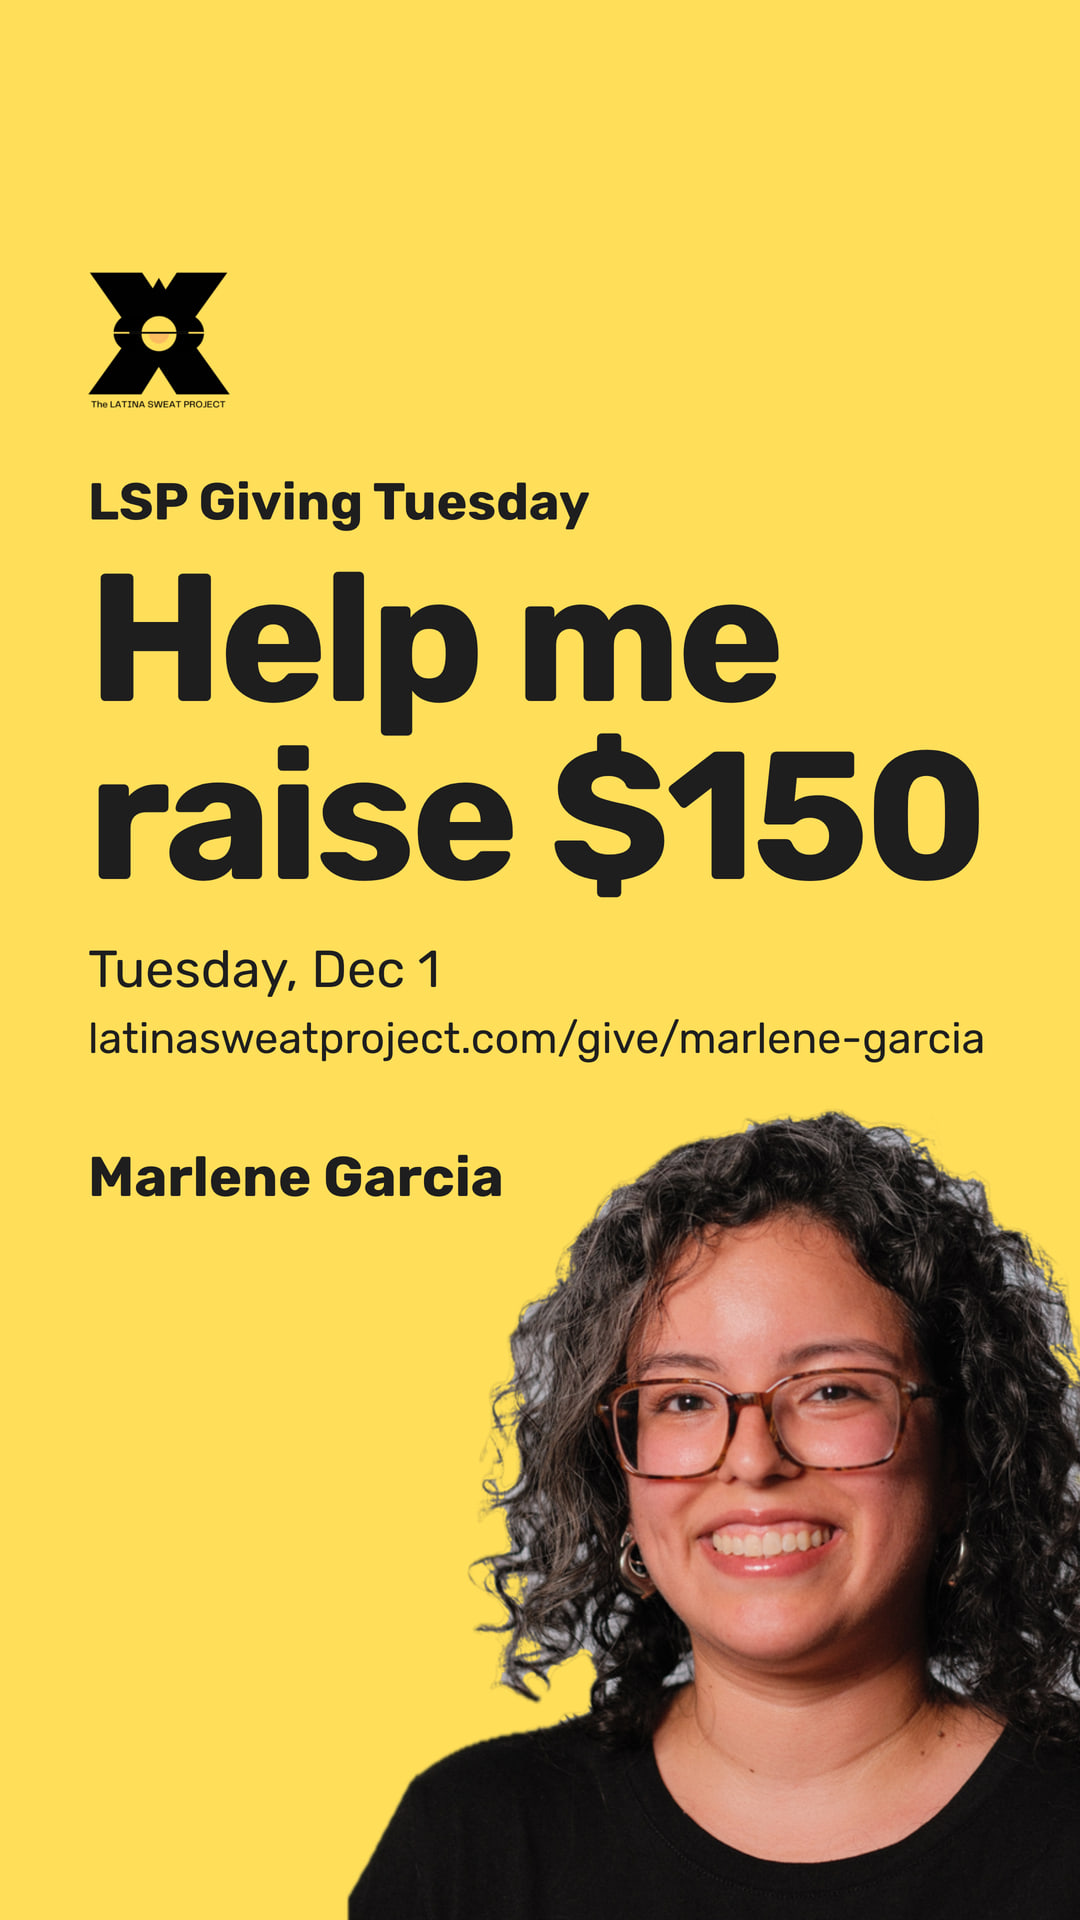 The LATINA SWEAT PROJECT
LSP Giving Tuesday
Help me
raise $150
Tuesday, Dec 1
latinasweatproject.com/give/marlene-garcia
Marlene Garcia